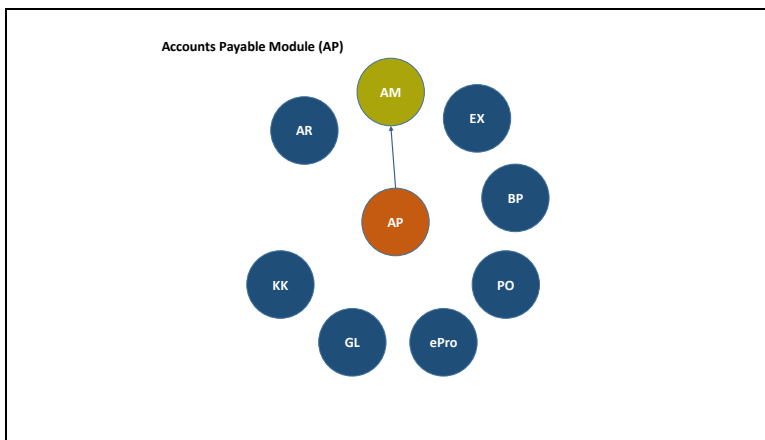 Accounts Payable Module (AP)
AM
EX
AR
BP
AP
KK
PO
GL
ePro